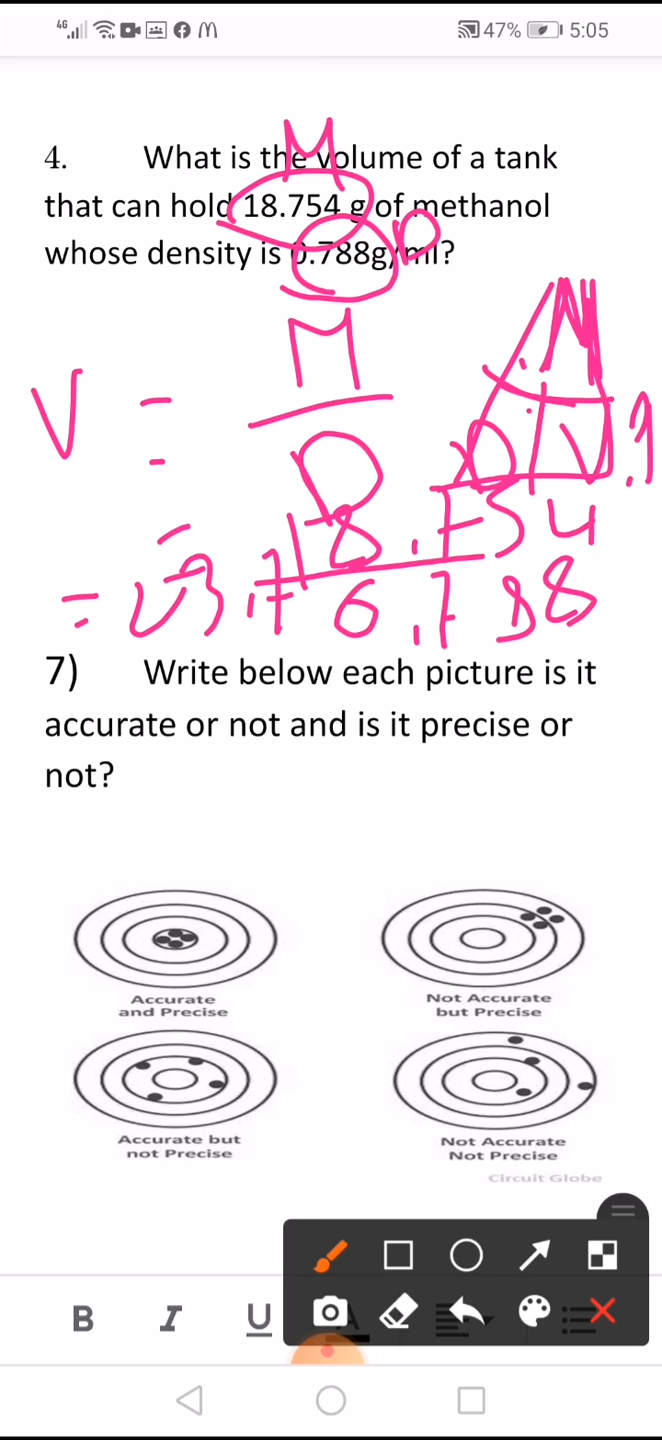 4G 47% 5:05
M
4. What is the volume of a tank
that can hold 18.754 g of methanol
whose density is 0.788g/ml?
D
M
V = M
D
D V
= 18.754
= 23.7 0.788
7) Write below each picture is it
accurate or not and is it precise or
not?
Accurate
and Precise
Not Accurate
but Precise
Accurate but
not Precise
Not Accurate
Not Precise
Circuit Globe
B I U A